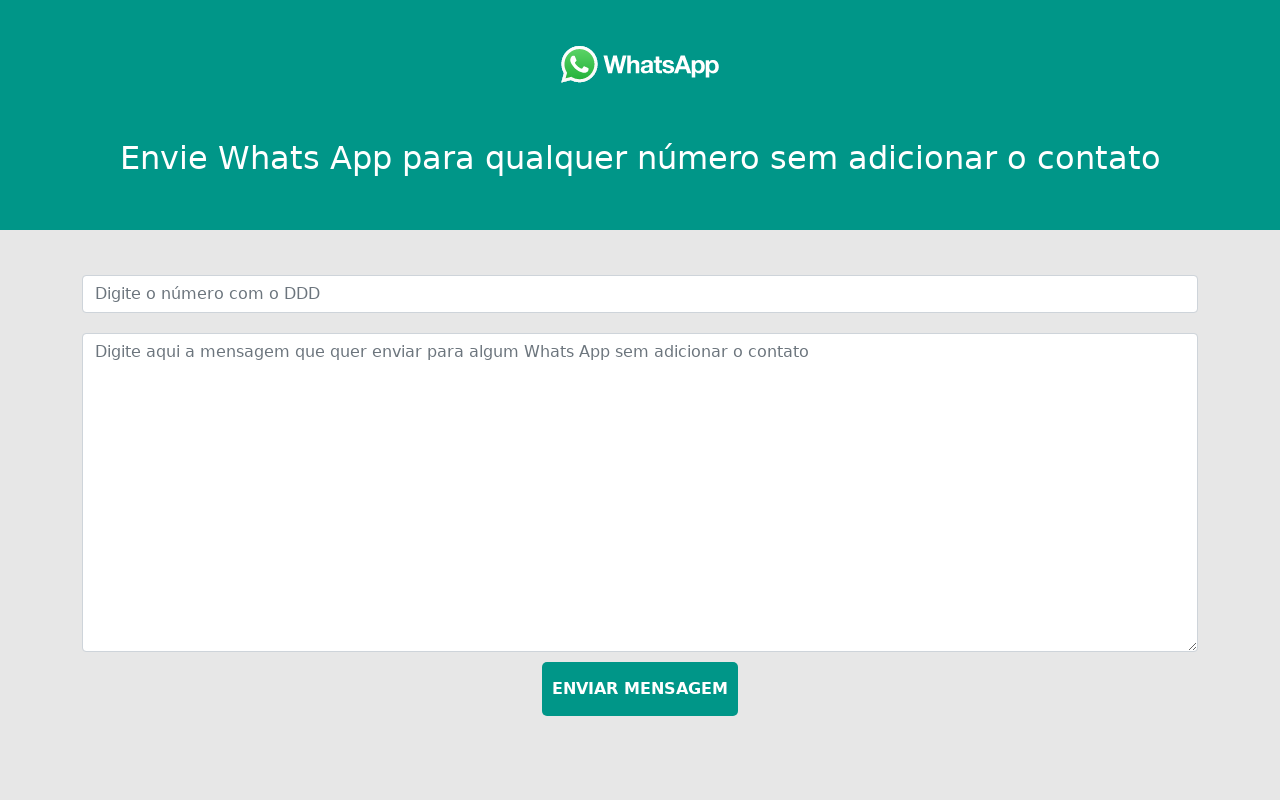 WhatsApp
Envie Whats App para qualquer número sem adicionar o contato
Digite o número com o DDD
Digite aqui a mensagem que quer enviar para algum Whats App sem adicionar o contato
ENVIAR MENSAGEM